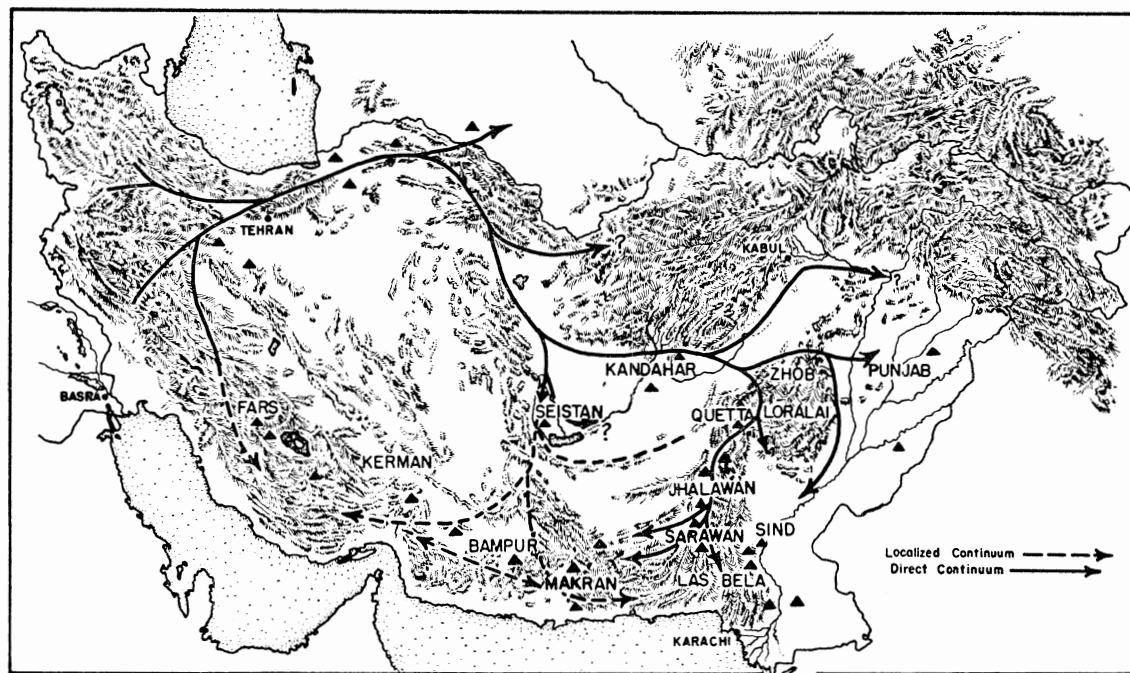 TEHRAN
KABUL
BASRA
KANDAHAR
ZHOB
PUNJAB
FARS
SEISTAN
?
?
QUETTA
LORALAI
KERMAN
JHALAWAN
BAMPUR
SARAWAN
SIND
MAKRAN
LAS BELA
KARACHI
Localized Continuum
Direct Continuum